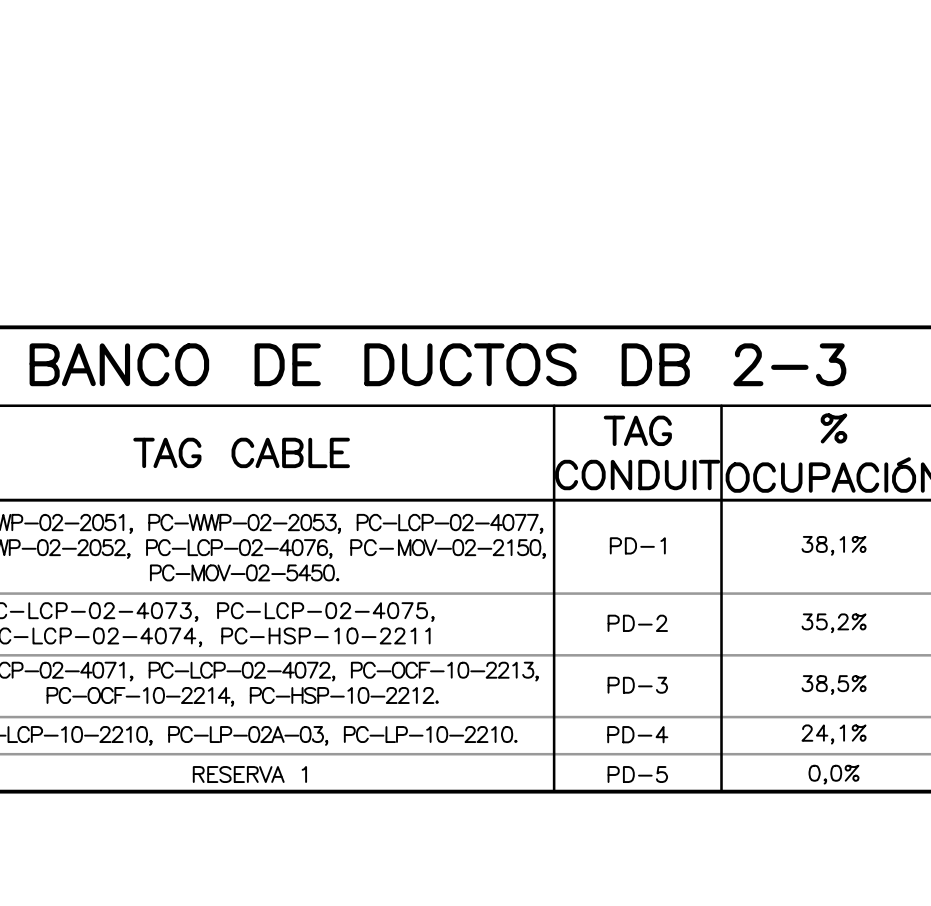 BANCO DE DUCTOS DB 2-3
TAG CABLE
TAG
CONDUIT
%
OCUPACIÓN
WP-02-2051, PC-WWP-02-2053, PC-LCP-02-4077,
WP-02-2052, PC-LCP-02-4076, PC-MOV-02-2150,
PC-MOV-02-5450.
PD-1
38,1%
C-LCP-02-4073, PC-LCP-02-4075,
C-LCP-02-4074, PC-HSP-10-2211
PD-2
35,2%
CP-02-4071, PC-LCP-02-4072, PC-OCF-10-2213,
PC-OCF-10-2214, PC-HSP-10-2212.
PD-3
38,5%
-LCP-10-2210, PC-LP-02A-03, PC-LP-10-2210.
PD-4
24,1%
RESERVA 1
PD-5
0,0%